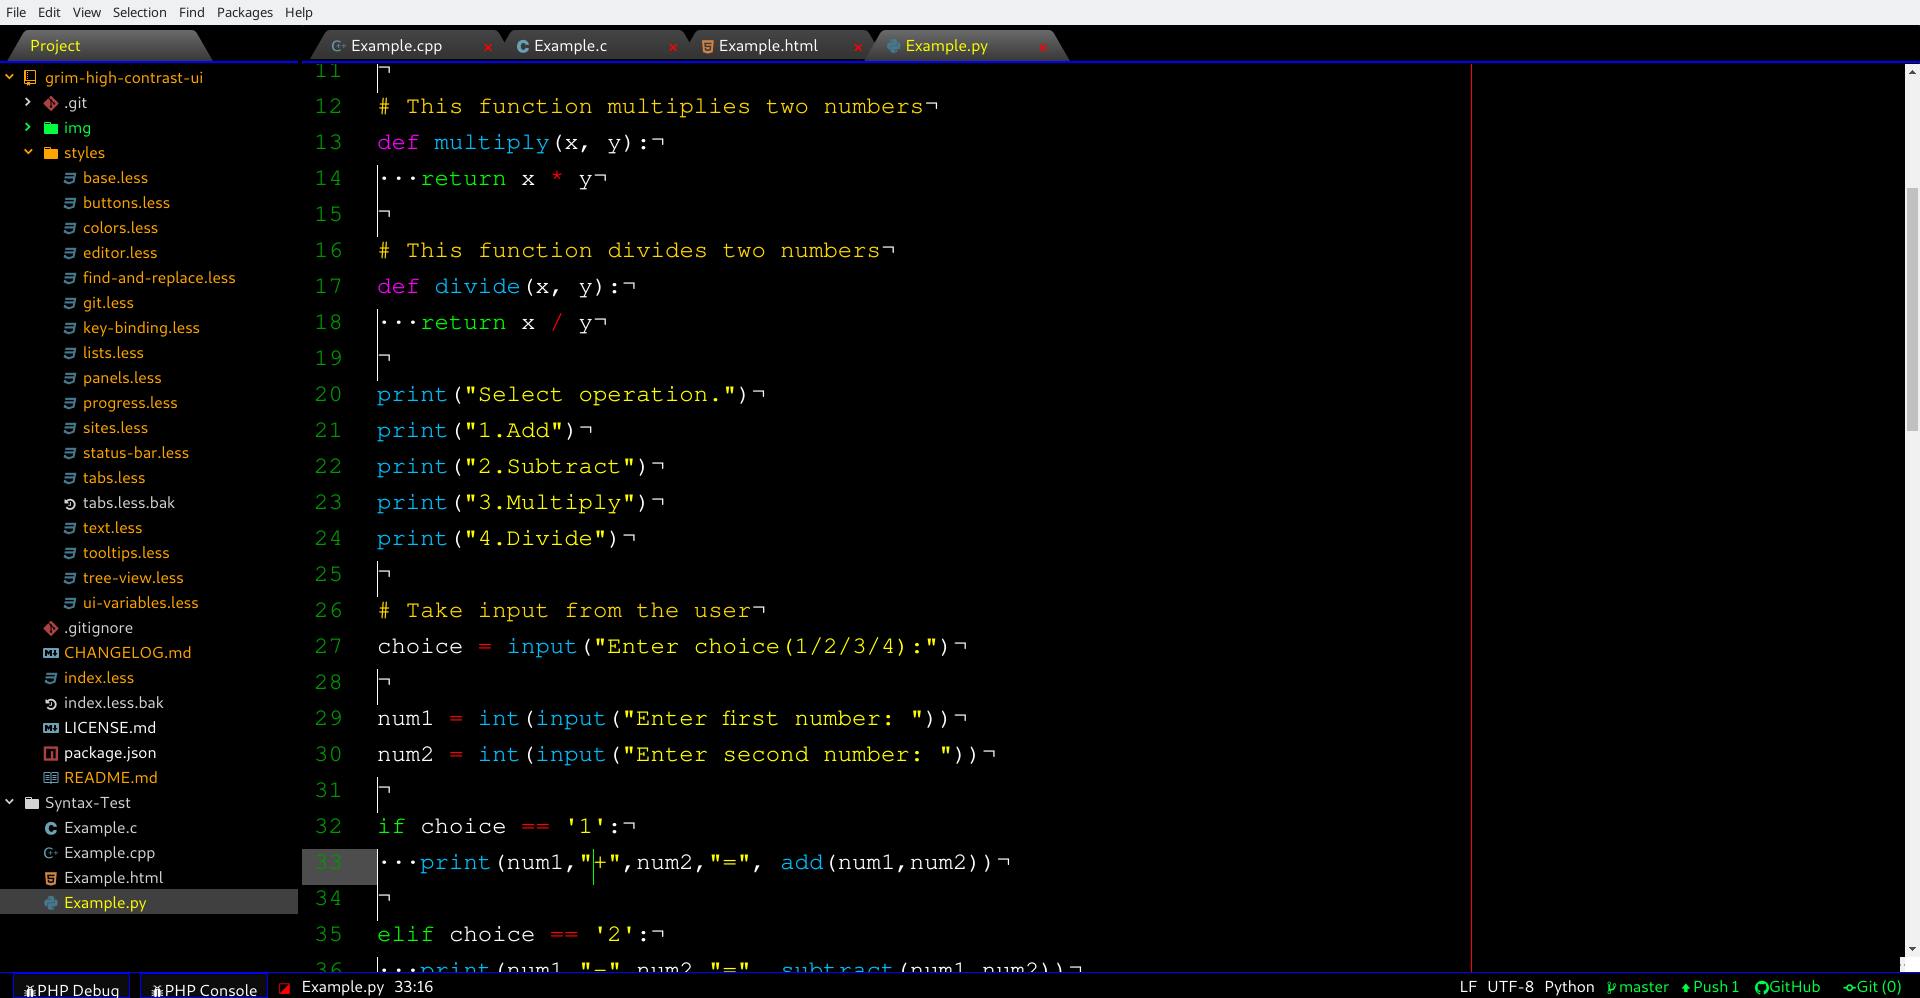 File Edit View Selection Find Packages Help
Project
Example.cpp × Example.c × Example.html × Example.py ×
grim-high-contrast-ui
.git
img
styles
base.less
buttons.less
colors.less
editor.less
find-and-replace.less
git.less
key-binding.less
lists.less
panels.less
progress.less
sites.less
status-bar.less
tabs.less
tabs.less.bak
text.less
tooltips.less
tree-view.less
ui-variables.less
.gitignore
CHANGELOG.md
index.less
index.less.bak
LICENSE.md
package.json
README.md
Syntax-Test
Example.c
Example.cpp
Example.html
Example.py
11 ¬
12 # This function multiplies two numbers¬
13 def multiply(x, y):¬
14 ···return x * y¬
15 ¬
16 # This function divides two numbers¬
17 def divide(x, y):¬
18 ···return x / y¬
19 ¬
20 print("Select operation.")¬
21 print("1.Add")¬
22 print("2.Subtract")¬
23 print("3.Multiply")¬
24 print("4.Divide")¬
25 ¬
26 # Take input from the user¬
27 choice = input("Enter choice(1/2/3/4):")¬
28 ¬
29 num1 = int(input("Enter first number: "))¬
30 num2 = int(input("Enter second number: "))¬
31 ¬
32 if choice == '1':¬
33 ···print(num1,"+",num2,"=", add(num1,num2))¬
34 ¬
35 elif choice == '2':¬
36 ···print(num1,"-",num2,"=", subtract(num1,num2))¬
PHP Debug PHP Console Example.py 33:16 LF UTF-8 Python master Push 1 GitHub Git (0)